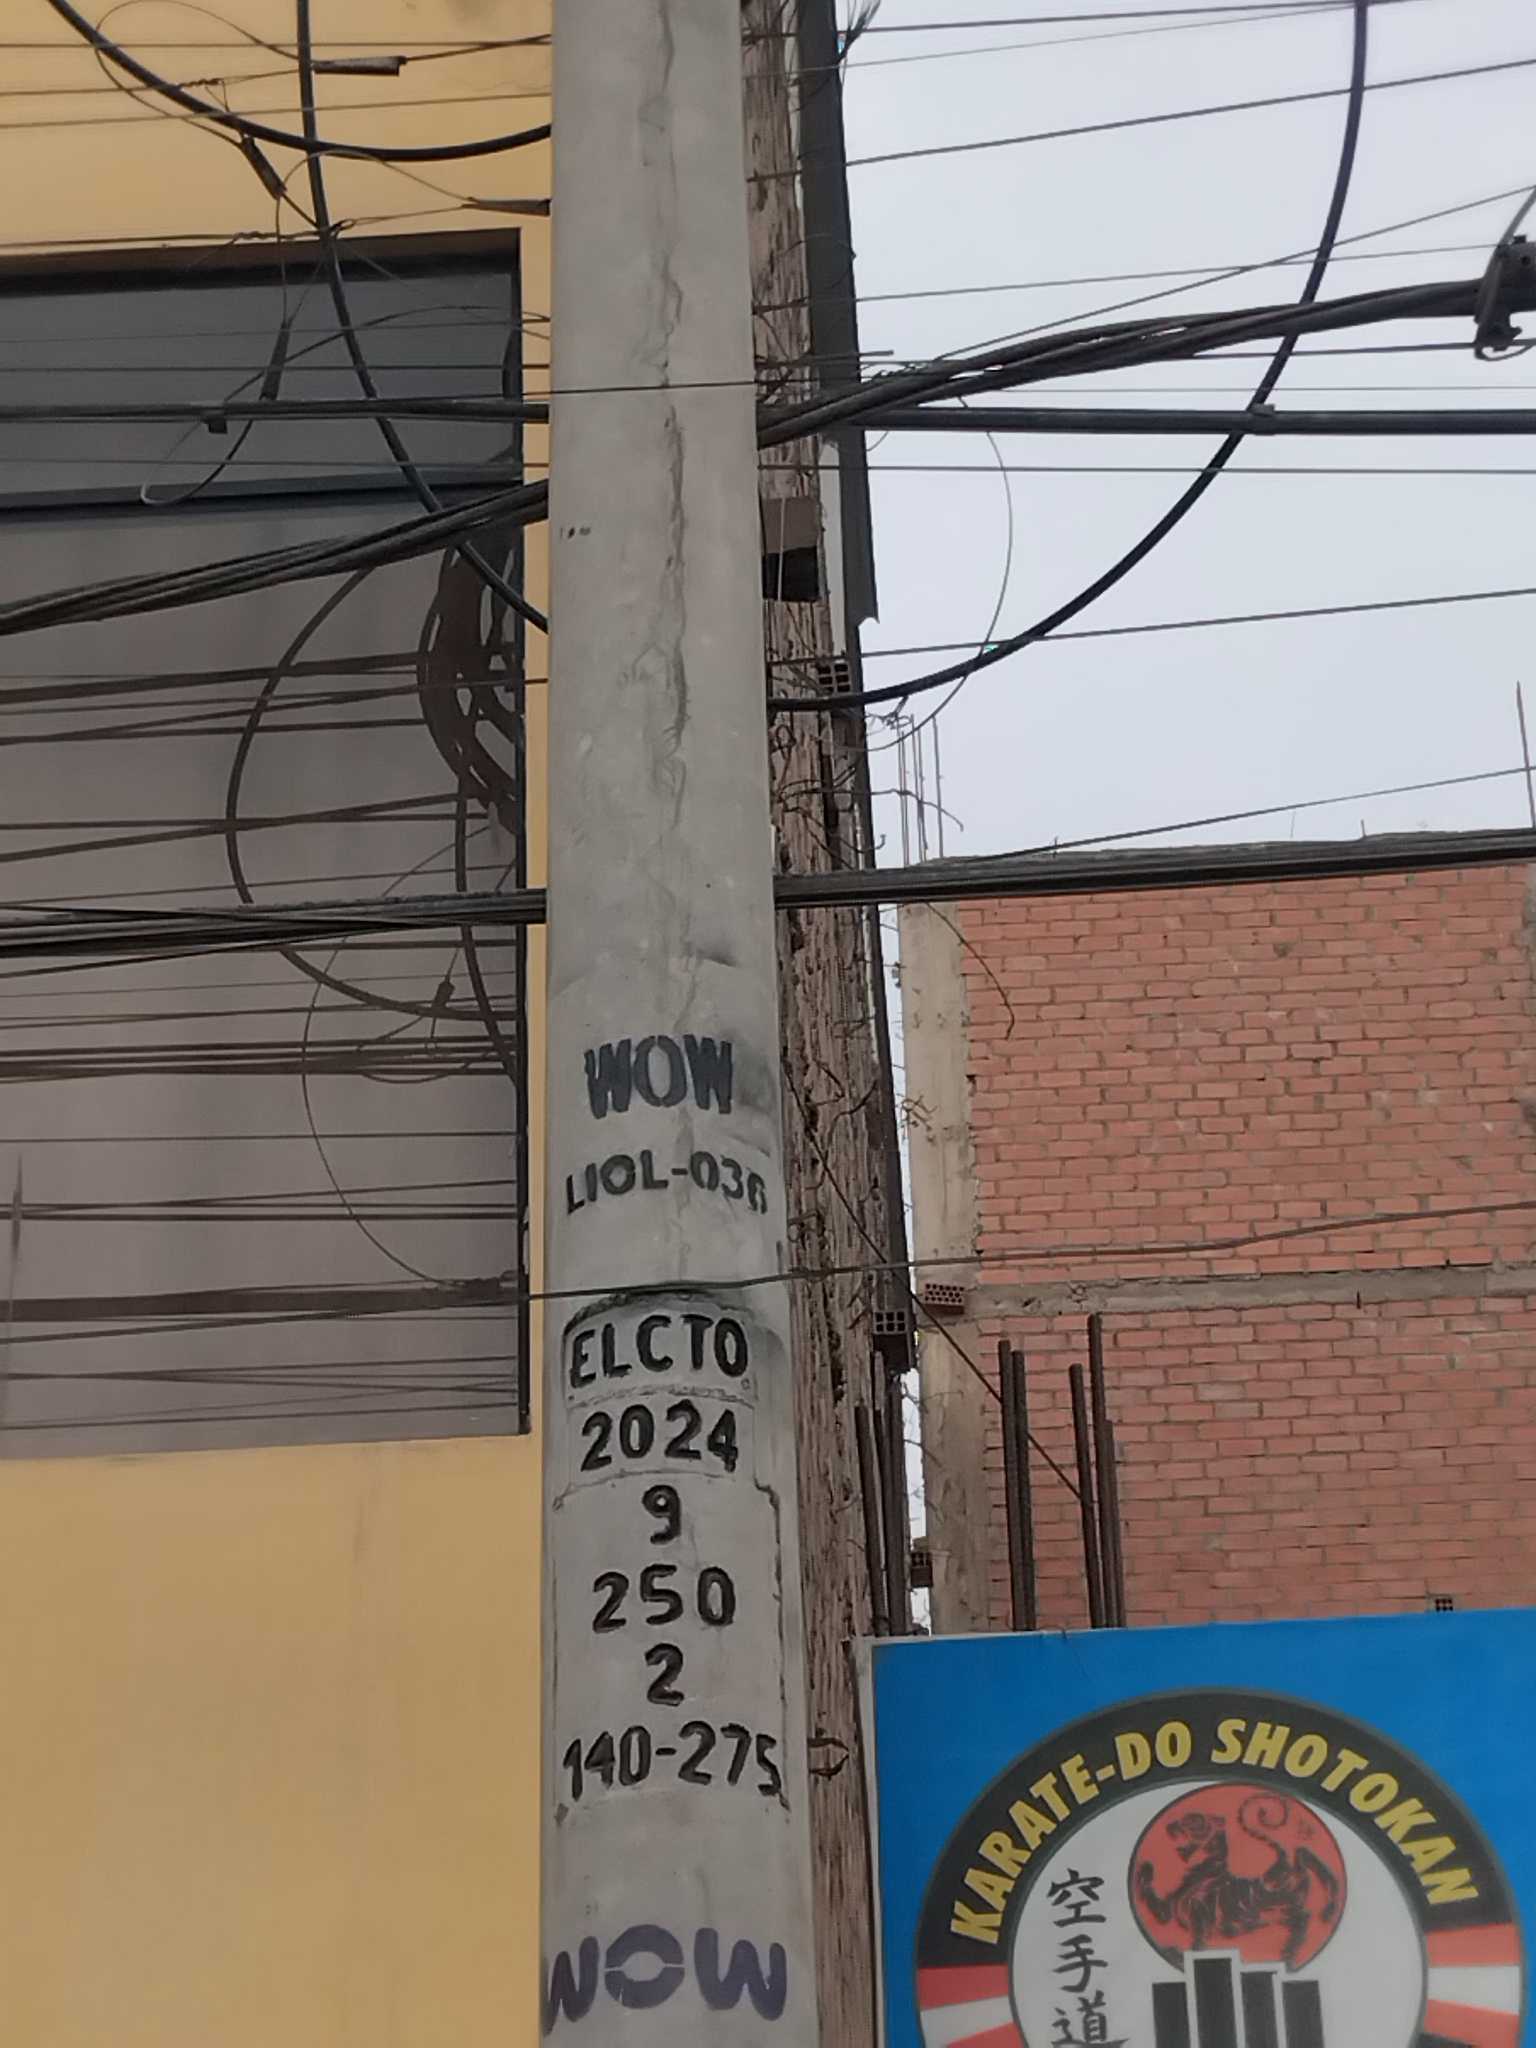 WOW
LIOL-036
ELCTO
2024
9
250
2
140-275
WOW
KARATE-DO SHOTOKAN
空手道